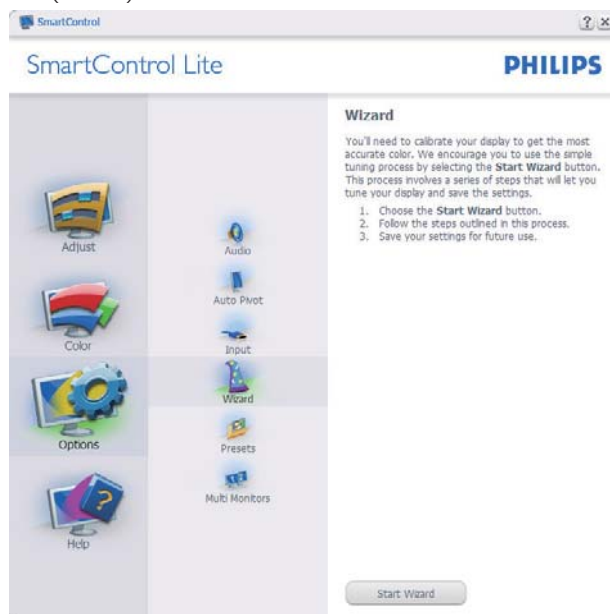 SmartControl
SmartControl Lite
PHILIPS
Adjust
Color
Options
Help
Audio
Auto Pivot
Input
Wizard
Presets
Multi Monitors
Wizard
You'll need to calibrate your display to get the most
accurate color. We encourage you to use the simple
tuning process by selecting the Start Wizard button.
This process involves a series of steps that will let you
tune your display and save the settings.
1. Choose the Start Wizard button.
2. Follow the steps outlined in this process.
3. Save your settings for future use.
Start Wizard